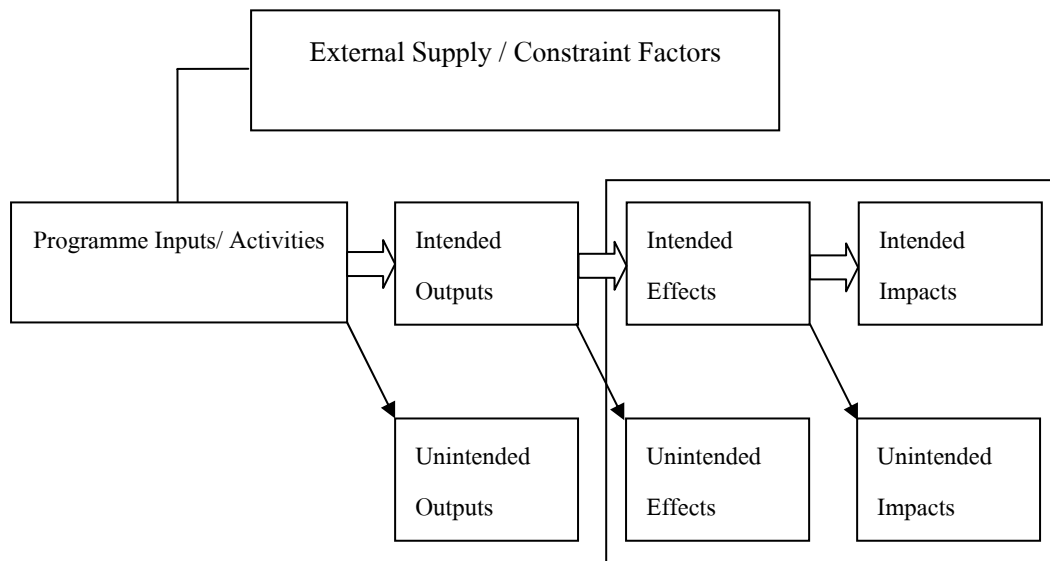 External Supply / Constraint Factors
Programme Inputs/ Activities
Intended
Outputs
Intended
Effects
Intended
Impacts
Unintended
Outputs
Unintended
Effects
Unintended
Impacts